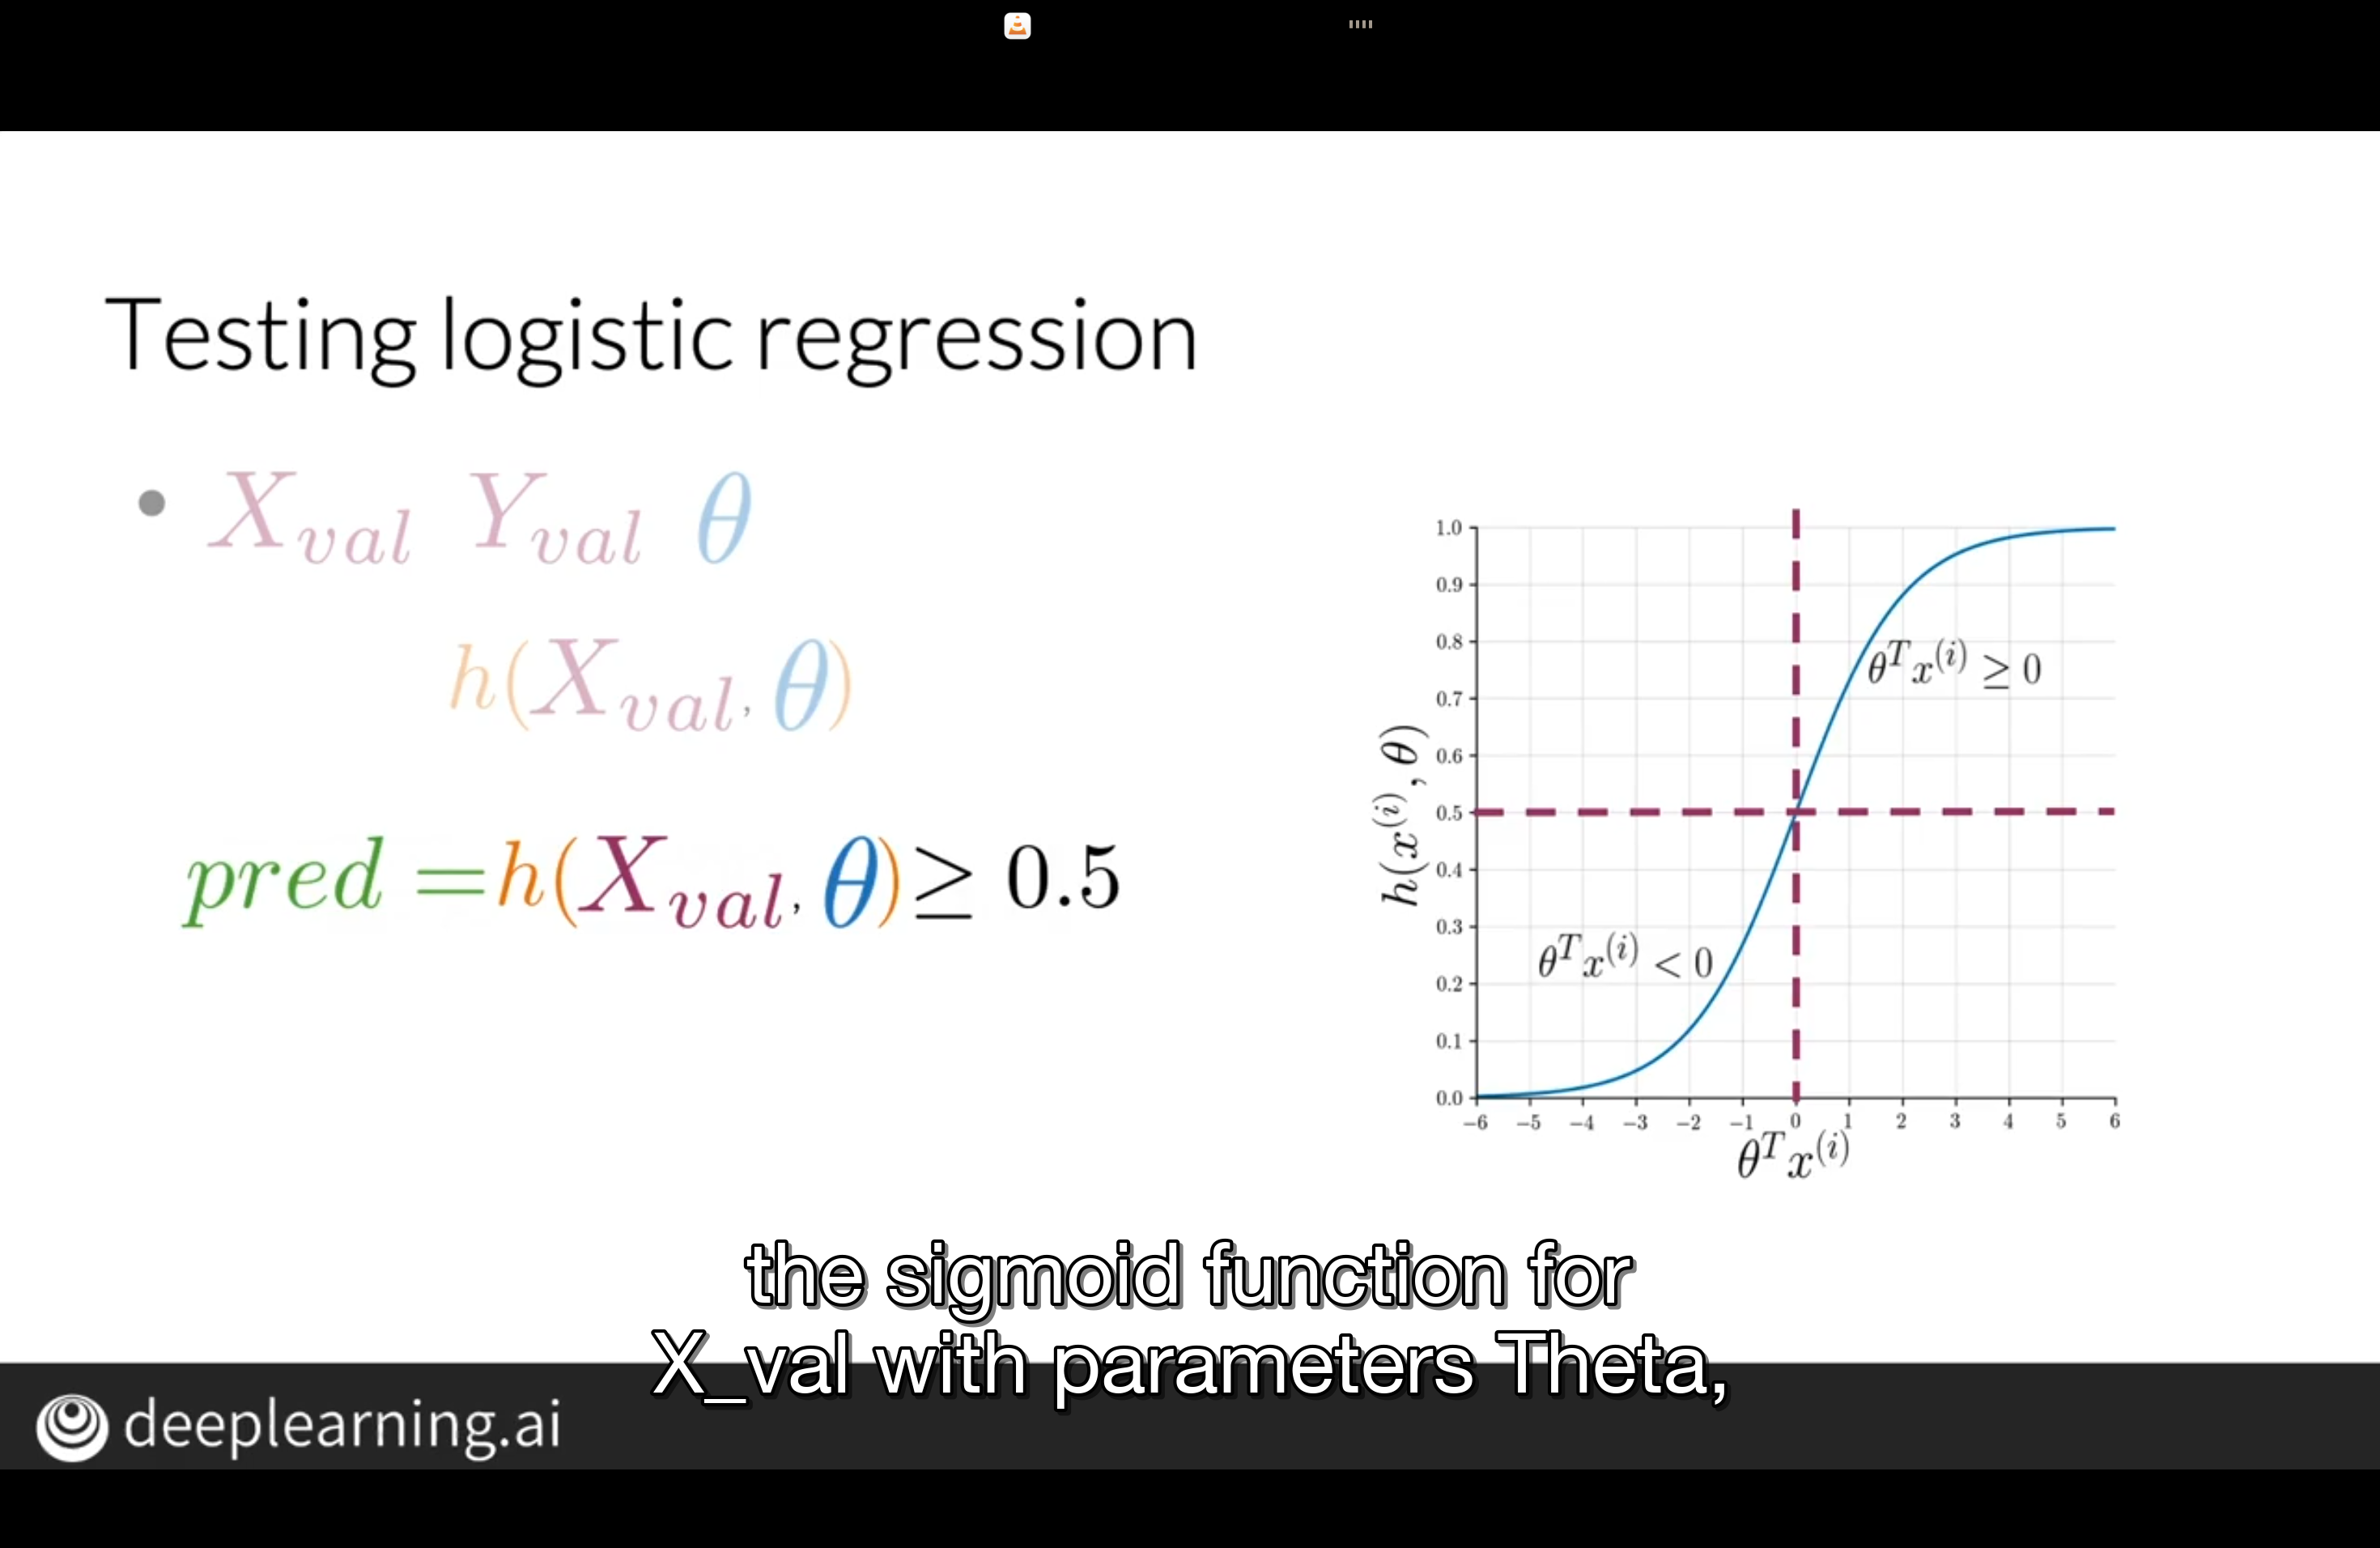 Testing logistic regression
• X_val Y_val θ
h(X_val, θ)
pred = h(X_val, θ) ≥ 0.5
h(x^(i), θ)
1.0
0.9
0.8
0.7
0.6
0.5
0.4
0.3
0.2
0.1
0.0
θ^T x^(i) ≥ 0
θ^T x^(i) < 0
−6 −5 −4 −3 −2 −1 0 1 2 3 4 5 6
θ^T x^(i)
the sigmoid function for
X_val with parameters Theta,
deeplearning.ai